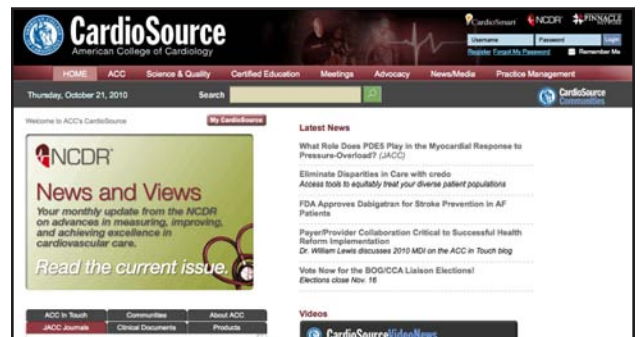 CardioSource
American College of Cardiology
CardioSmart NCDR PINNACLE
Username Password Login
Register Forgot My Password Remember Me
HOME ACC Science & Quality Certified Education Meetings Advocacy News/Media Practice Management
Thursday, October 21, 2010 Search
CardioSource
Communities
Welcome to ACC's CardioSource
My CardioSource
NCDR
News and Views
Your monthly update from the NCDR
on advances in measuring, improving,
and achieving excellence in
cardiovascular care.
Read the current issue.
ACC In Touch Communities About ACC
JACC Journals Clinical Documents Products
Latest News
What Role Does PDE5 Play in the Myocardial Response to
Pressure-Overload? (JACC)
Eliminate Disparities in Care with credo
Access tools to equitably treat your diverse patient populations
FDA Approves Dabigatran for Stroke Prevention in AF
Patients
Payer/Provider Collaboration Critical to Successful Health
Reform Implementation
Dr. William Lewis discusses 2010 MDI on the ACC in Touch blog
Vote Now for the BOG/CCA Liaison Elections!
Elections close Nov. 16
Videos
CardioSourceVideoNews